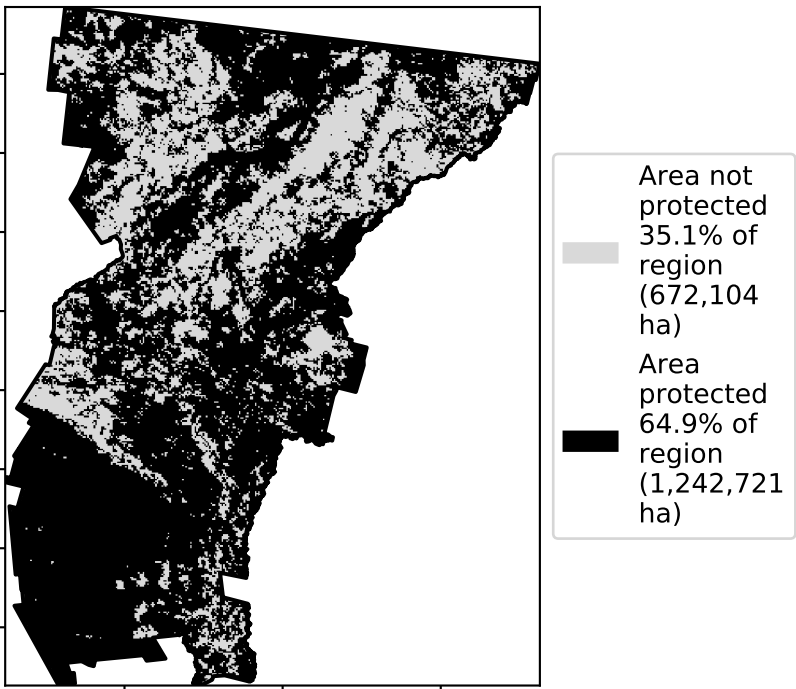 Area not
protected
35.1% of
region
(672,104
ha)
Area
protected
64.9% of
region
(1,242,721
ha)